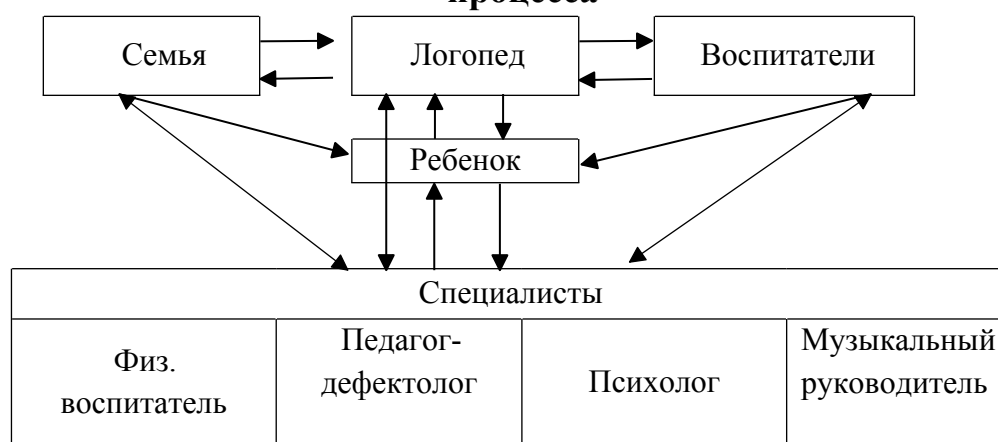 процесса
Семья
Логопед
Воспитатели
Ребенок
Специалисты
Физ.
воспитатель
Педагог-
дефектолог
Психолог
Музыкальный
руководитель